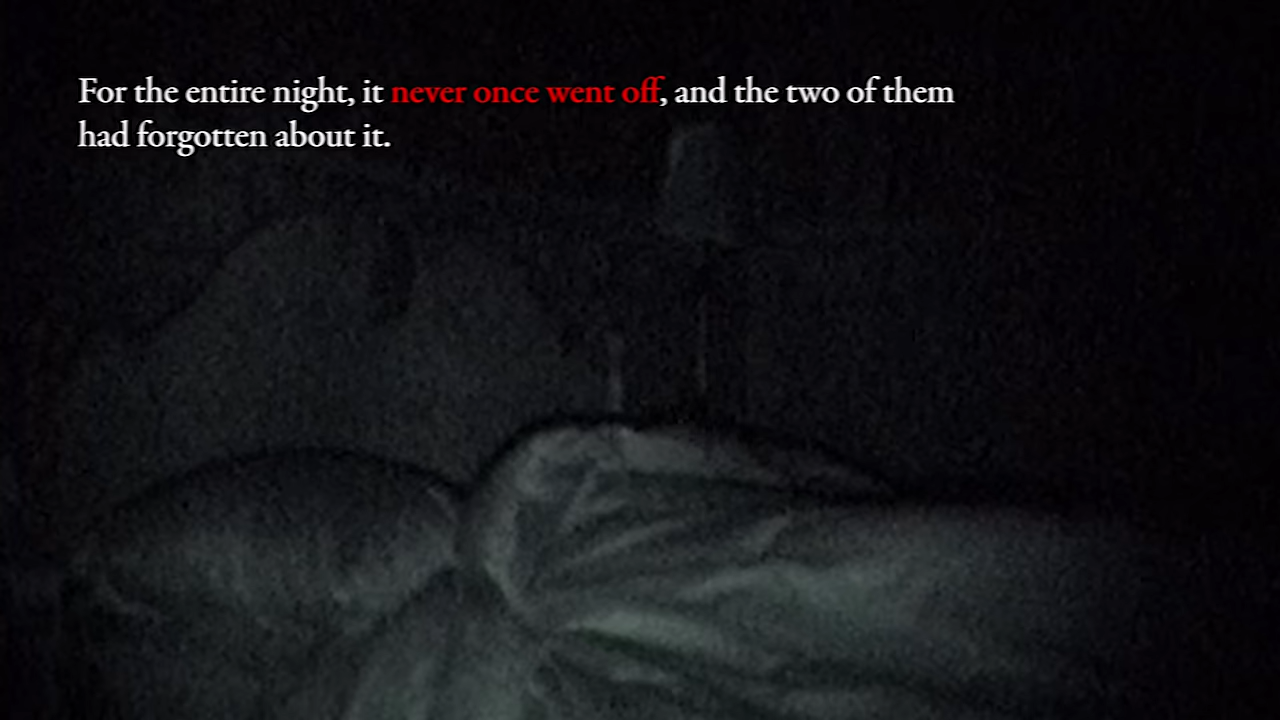 For the entire night, it never once went off, and the two of them
had forgotten about it.